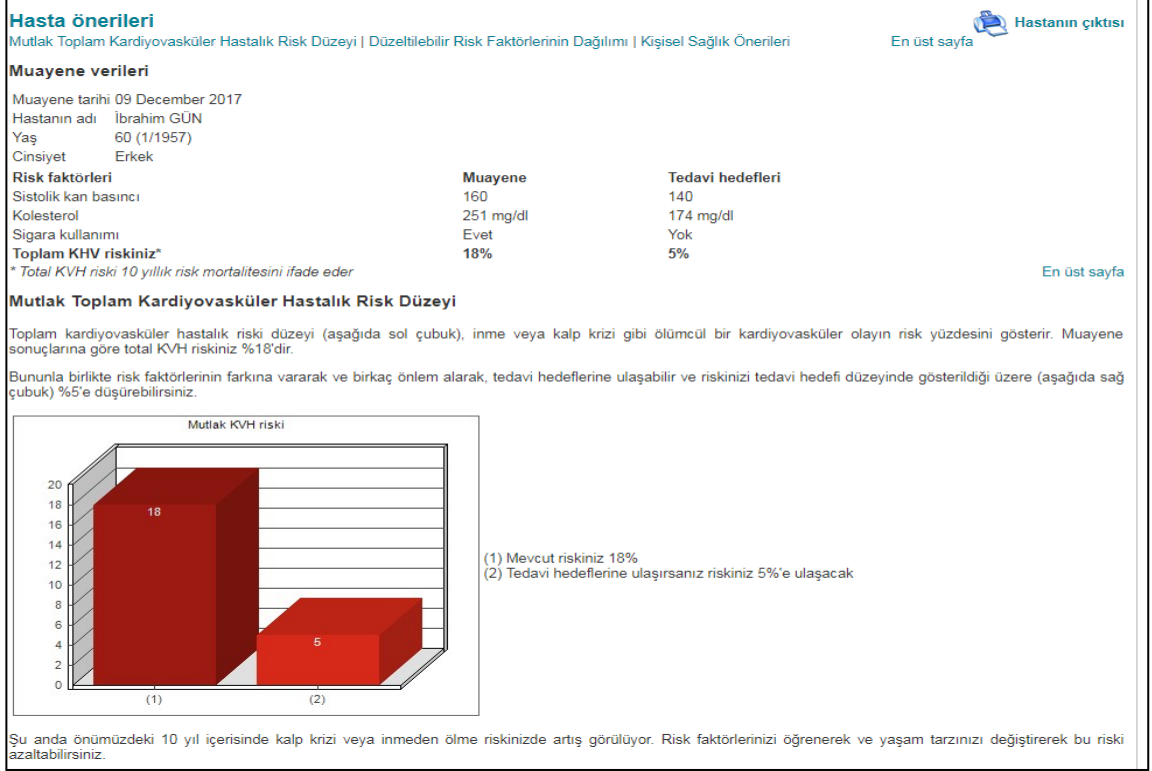 Hasta önerileri
Hastanın çıktısı
Mutlak Toplam Kardiyovasküler Hastalık Risk Düzeyi | Düzeltilebilir Risk Faktörlerinin Dağılımı | Kişisel Sağlık Önerileri
En üst sayfa
Muayene verileri
Muayene tarihi 09 December 2017
Hastanın adı İbrahim GÜN
Yaş 60 (1/1957)
Cinsiyet Erkek
Risk faktörleri Muayene Tedavi hedefleri
Sistolik kan basıncı 160 140
Kolesterol 251 mg/dl 174 mg/dl
Sigara kullanımı Evet Yok
Toplam KHV riskiniz* 18% 5%
* Total KVH riski 10 yıllık risk mortalitesini ifade eder
En üst sayfa
Mutlak Toplam Kardiyovasküler Hastalık Risk Düzeyi
Toplam kardiyovasküler hastalık riski düzeyi (aşağıda sol çubuk), inme veya kalp krizi gibi ölümcül bir kardiyovasküler olayın risk yüzdesini gösterir. Muayene
sonuçlarına göre total KVH riskiniz %18'dir.
Bununla birlikte risk faktörlerinin farkına vararak ve birkaç önlem alarak, tedavi hedeflerine ulaşabilir ve riskinizi tedavi hedefi düzeyinde gösterildiği üzere (aşağıda sağ
çubuk) %5'e düşürebilirsiniz.
Mutlak KVH riski
20
18
16
14
12
10
8
6
4
2
0
18
5
(1)
(2)
(1) Mevcut riskiniz 18%
(2) Tedavi hedeflerine ulaşırsanız riskiniz 5%'e ulaşacak
Şu anda önümüzdeki 10 yıl içerisinde kalp krizi veya inmeden ölme riskinizde artış görülüyor. Risk faktörlerinizi öğrenerek ve yaşam tarzınızı değiştirerek bu riski
azaltabilirsiniz.